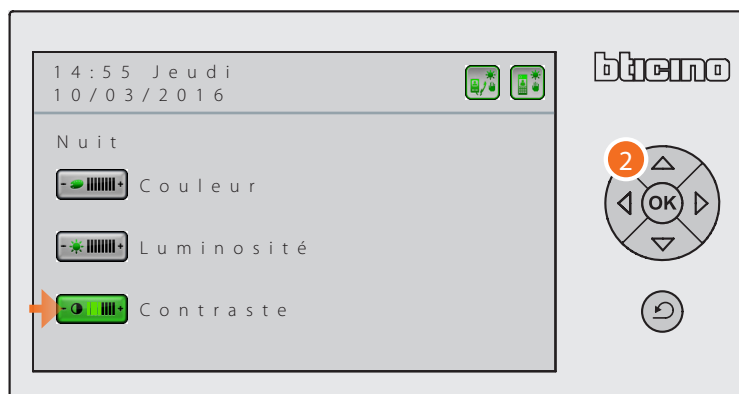 14:55 Jeudi
10/03/2016
bticino
Nuit
Couleur
Luminosité
Contraste
2
OK